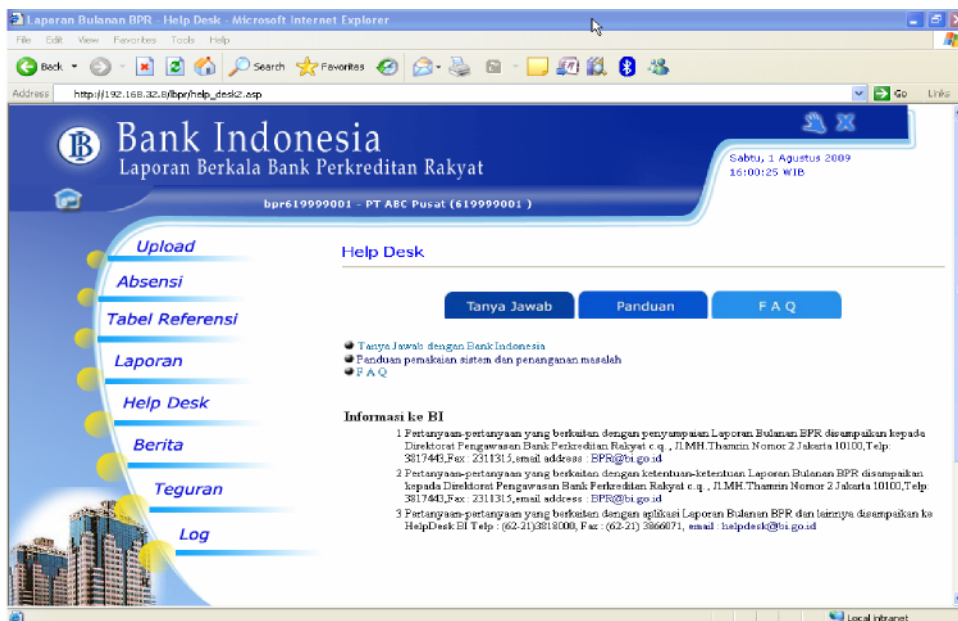 Laporan Bulanan BPR - Help Desk - Microsoft Internet Explorer
File Edit View Favorites Tools Help
Back Search Favorites
Address http://192.168.32.8/lbpr/help_desk2.asp Go Links
Bank Indonesia
Laporan Berkala Bank Perkreditan Rakyat
Sabtu, 1 Agustus 2009
16:00:25 WIB
bpr619999001 - PT ABC Pusat (619999001 )
Upload
Absensi
Tabel Referensi
Laporan
Help Desk
Berita
Teguran
Log
Help Desk
Tanya Jawab Panduan F A Q
Tanya Jawab dengan Bank Indonesia
Panduan pemakaian sistem dan penanganan masalah
F A Q
Informasi ke BI
1 Pertanyaan-pertanyaan yang berkaitan dengan penyampaian Laporan Bulanan BPR disampaikan kepada
Direktorat Pengawasan Bank Perkreditan Rakyat c.q. , Jl.MH.Thamrin Nomor 2 Jakarta 10100,Telp:
3817443,Fax : 2311315,email address : BPR@bi.go.id
2 Pertanyaan-pertanyaan yang berkaitan dengan ketentuan-ketentuan Laporan Bulanan BPR disampaikan
kepada Direktorat Pengawasan Bank Perkreditan Rakyat c.q. , Jl.MH.Thamrin Nomor 2 Jakarta 10100,Telp:
3817443,Fax : 2311315,email address : BPR@bi.go.id
3 Pertanyaan-pertanyaan yang berkaitan dengan aplikasi Laporan Bulanan BPR dan lainnya disampaikan ke
HelpDesk BI Telp : (62-21)3818000, Fax : (62-21) 3866071, email : helpdesk@bi.go.id
Local intranet